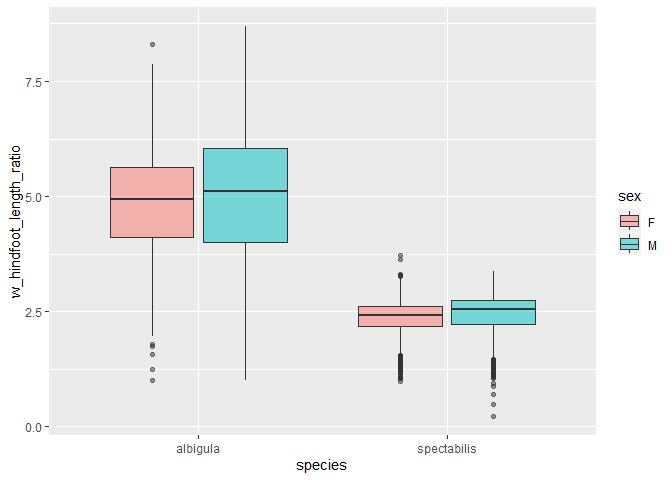 w_hindfoot_length_ratio
7.5
5.0
2.5
0.0
albigula
spectabilis
species
sex
F
M